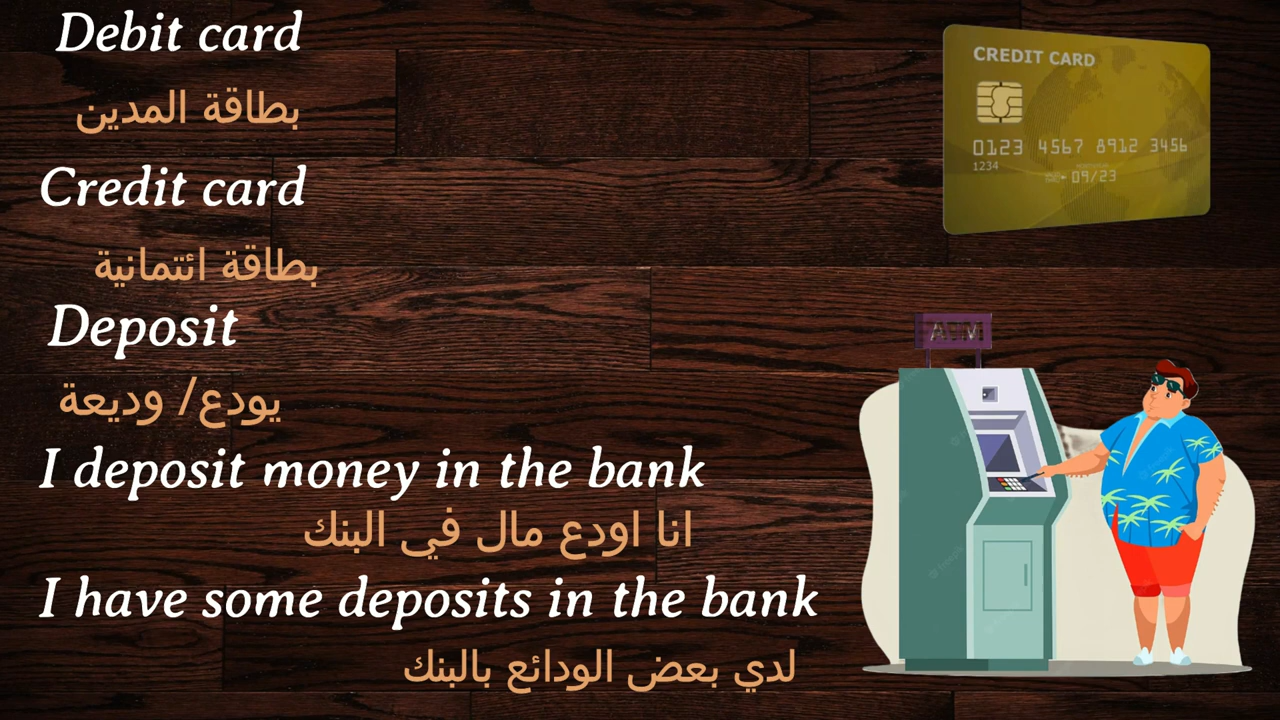 Debit card
بطاقة المدين
Credit card
بطاقة ائتمانية
Deposit
يودع/ وديعة
I deposit money in the bank
انا اودع مال في البنك
I have some deposits in the bank
لدي بعض الودائع بالبنك
CREDIT CARD
0123 4567 8912 3456
1234
09/23
ATM